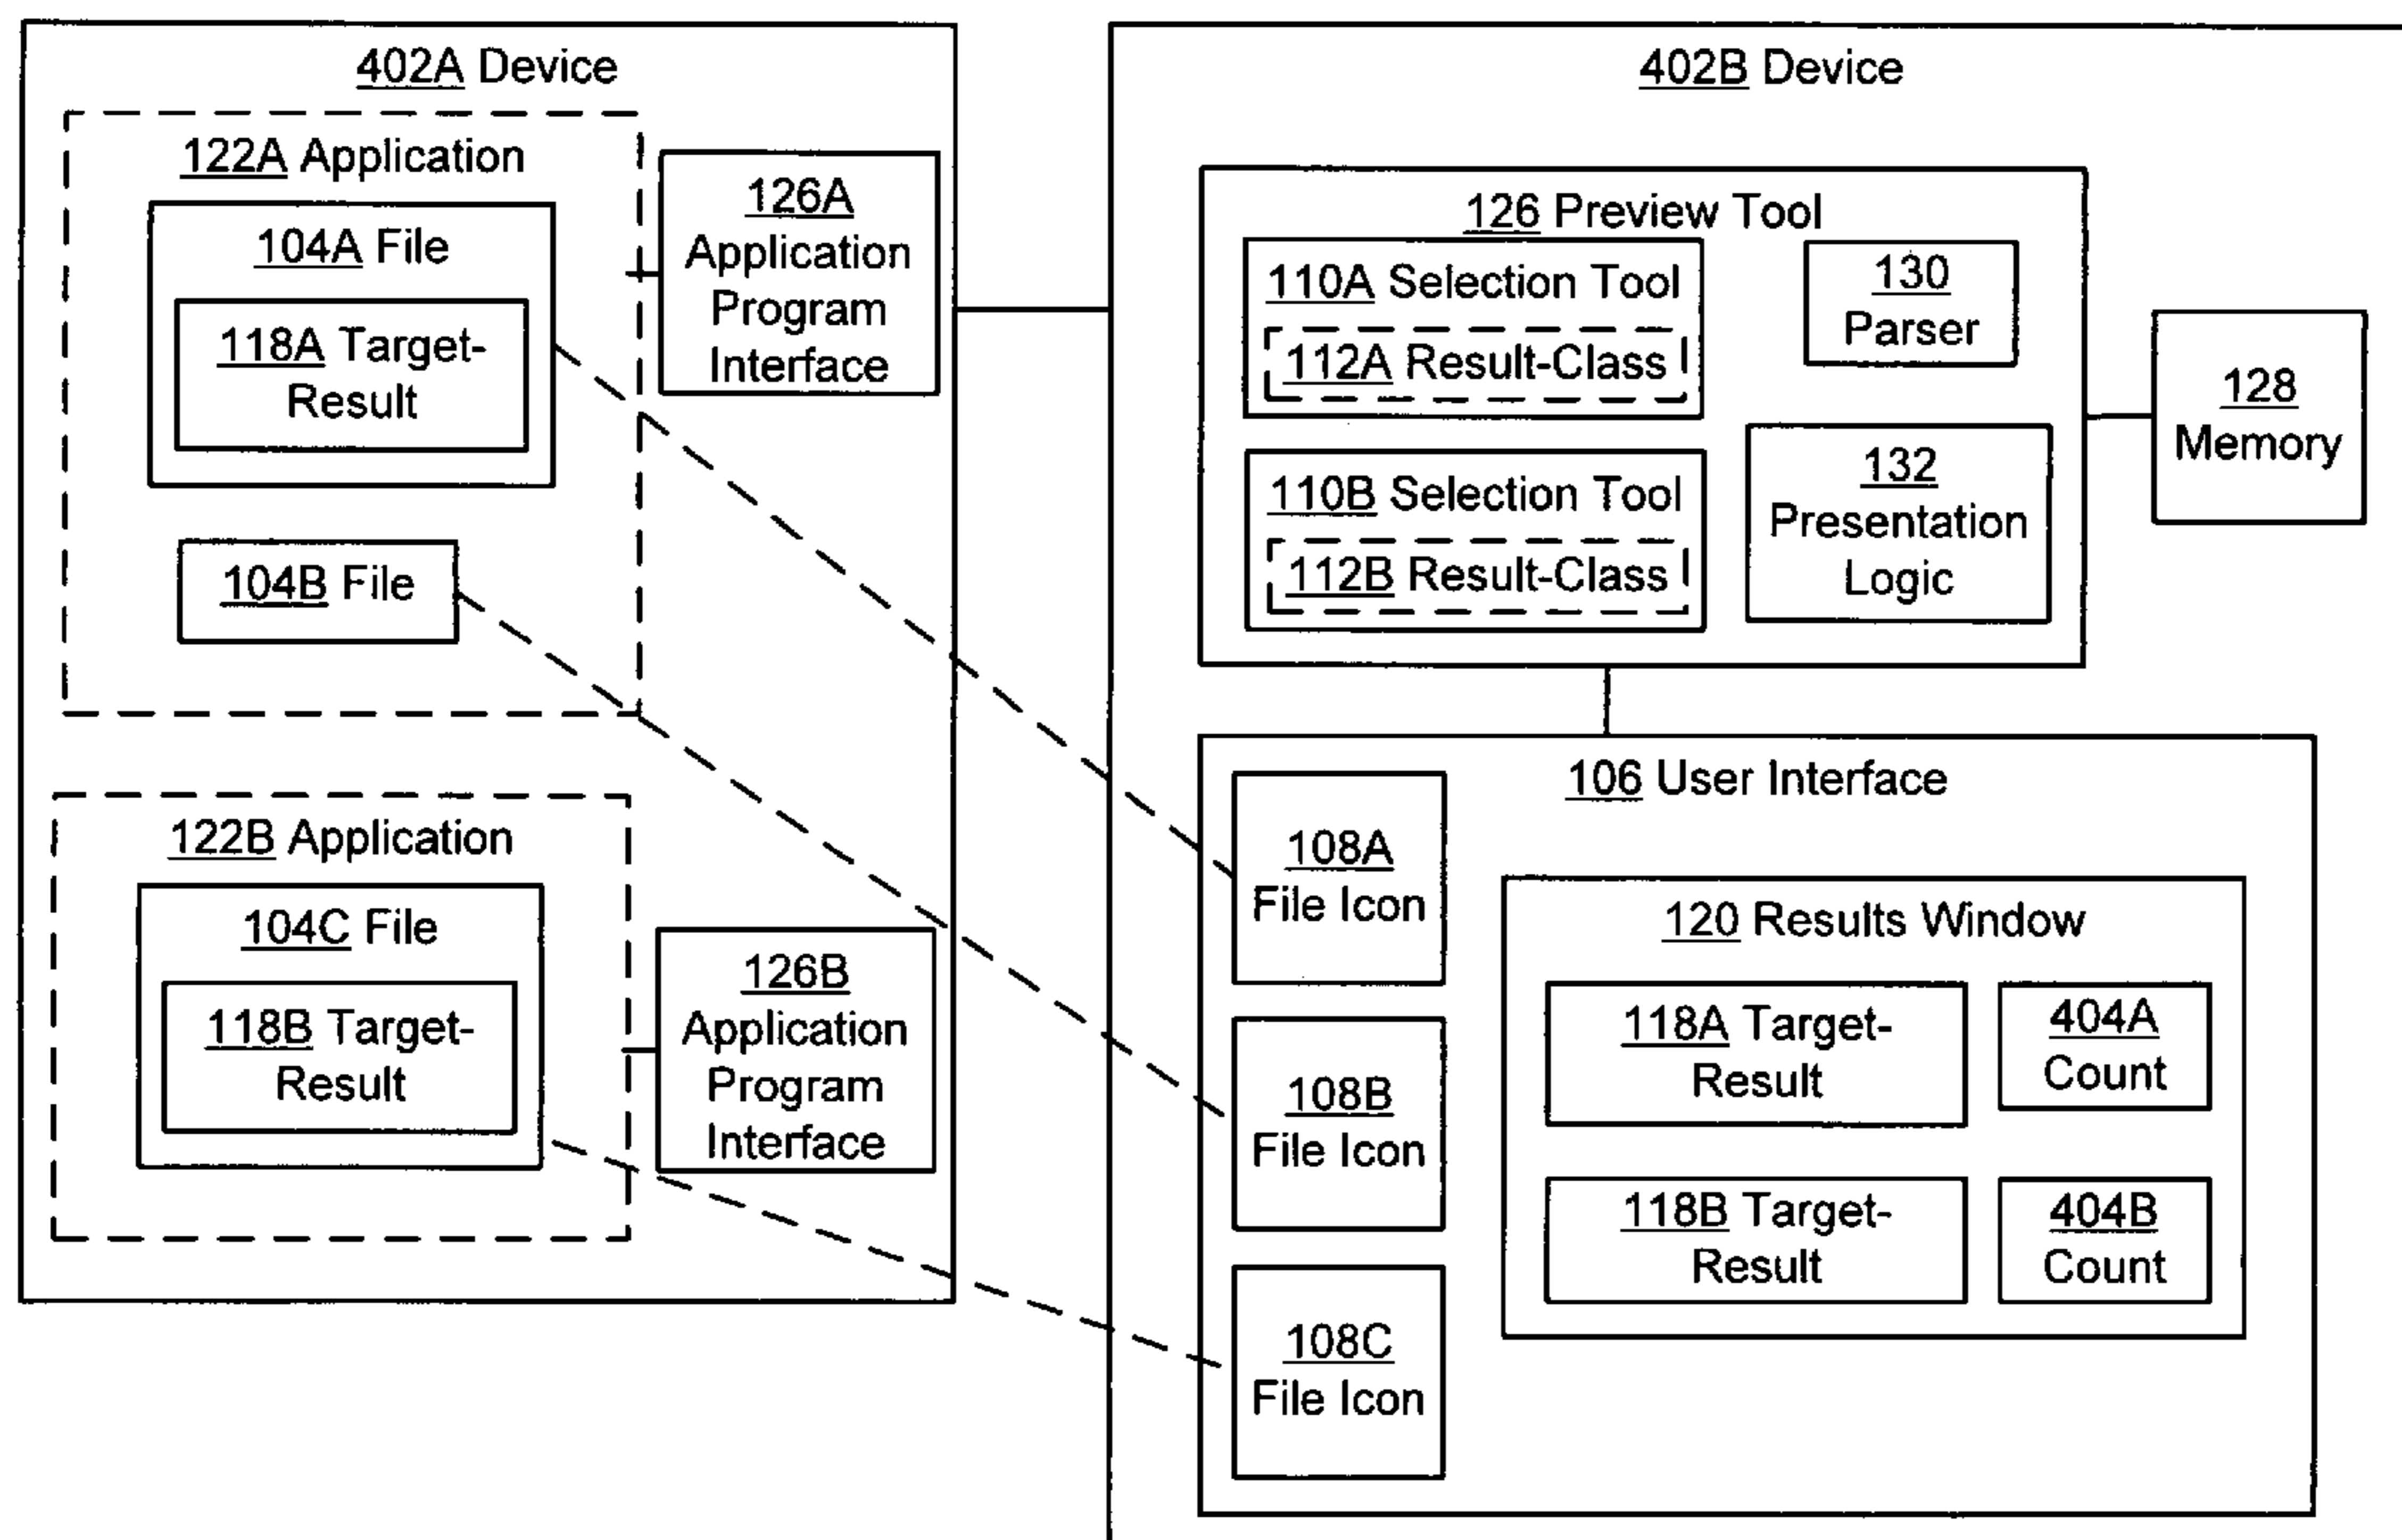 402A Device
122A Application
104A File
118A Target-
Result
104B File
126A
Application
Program
Interface
122B Application
104C File
118B Target-
Result
126B
Application
Program
Interface
402B Device
126 Preview Tool
110A Selection Tool
112A Result-Class
110B Selection Tool
112B Result-Class
130
Parser
132
Presentation
Logic
128
Memory
106 User Interface
108A
File Icon
108B
File Icon
108C
File Icon
120 Results Window
118A Target-
Result
404A
Count
118B Target-
Result
404B
Count